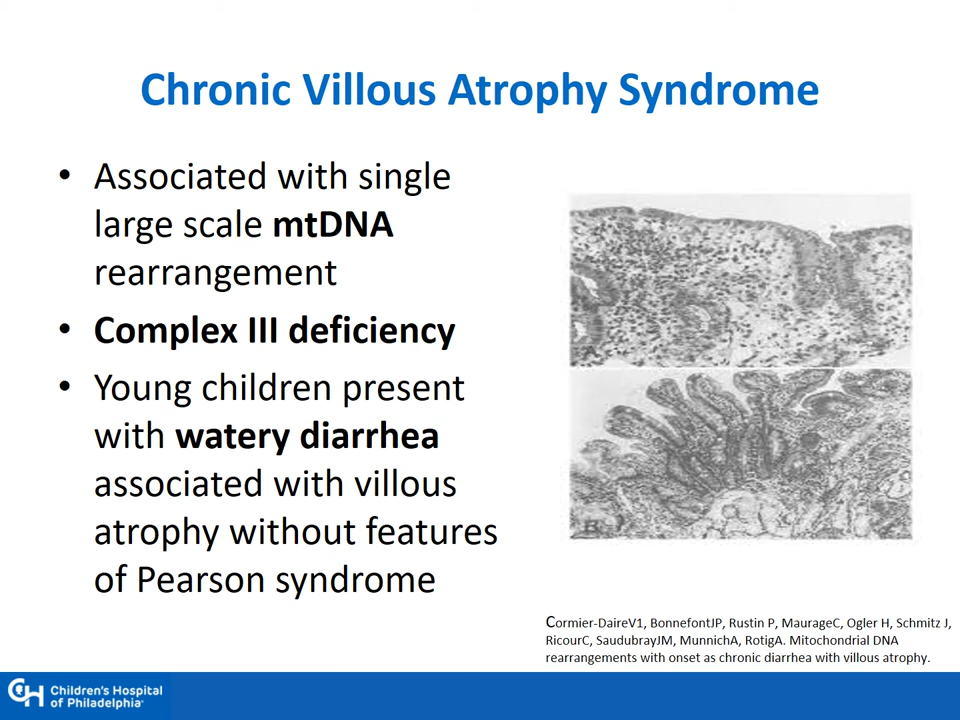 Chronic Villous Atrophy Syndrome
• Associated with single
large scale mtDNA
rearrangement
• Complex III deficiency
• Young children present
with watery diarrhea
associated with villous
atrophy without features
of Pearson syndrome
B
Cormier-DaireV1, BonnefontJP, Rustin P, MaurageC, Ogler H, Schmitz J,
RicourC, SaudubrayJM, MunnichA, RotigA. Mitochondrial DNA
rearrangements with onset as chronic diarrhea with villous atrophy.
CH Children's Hospital
of Philadelphia